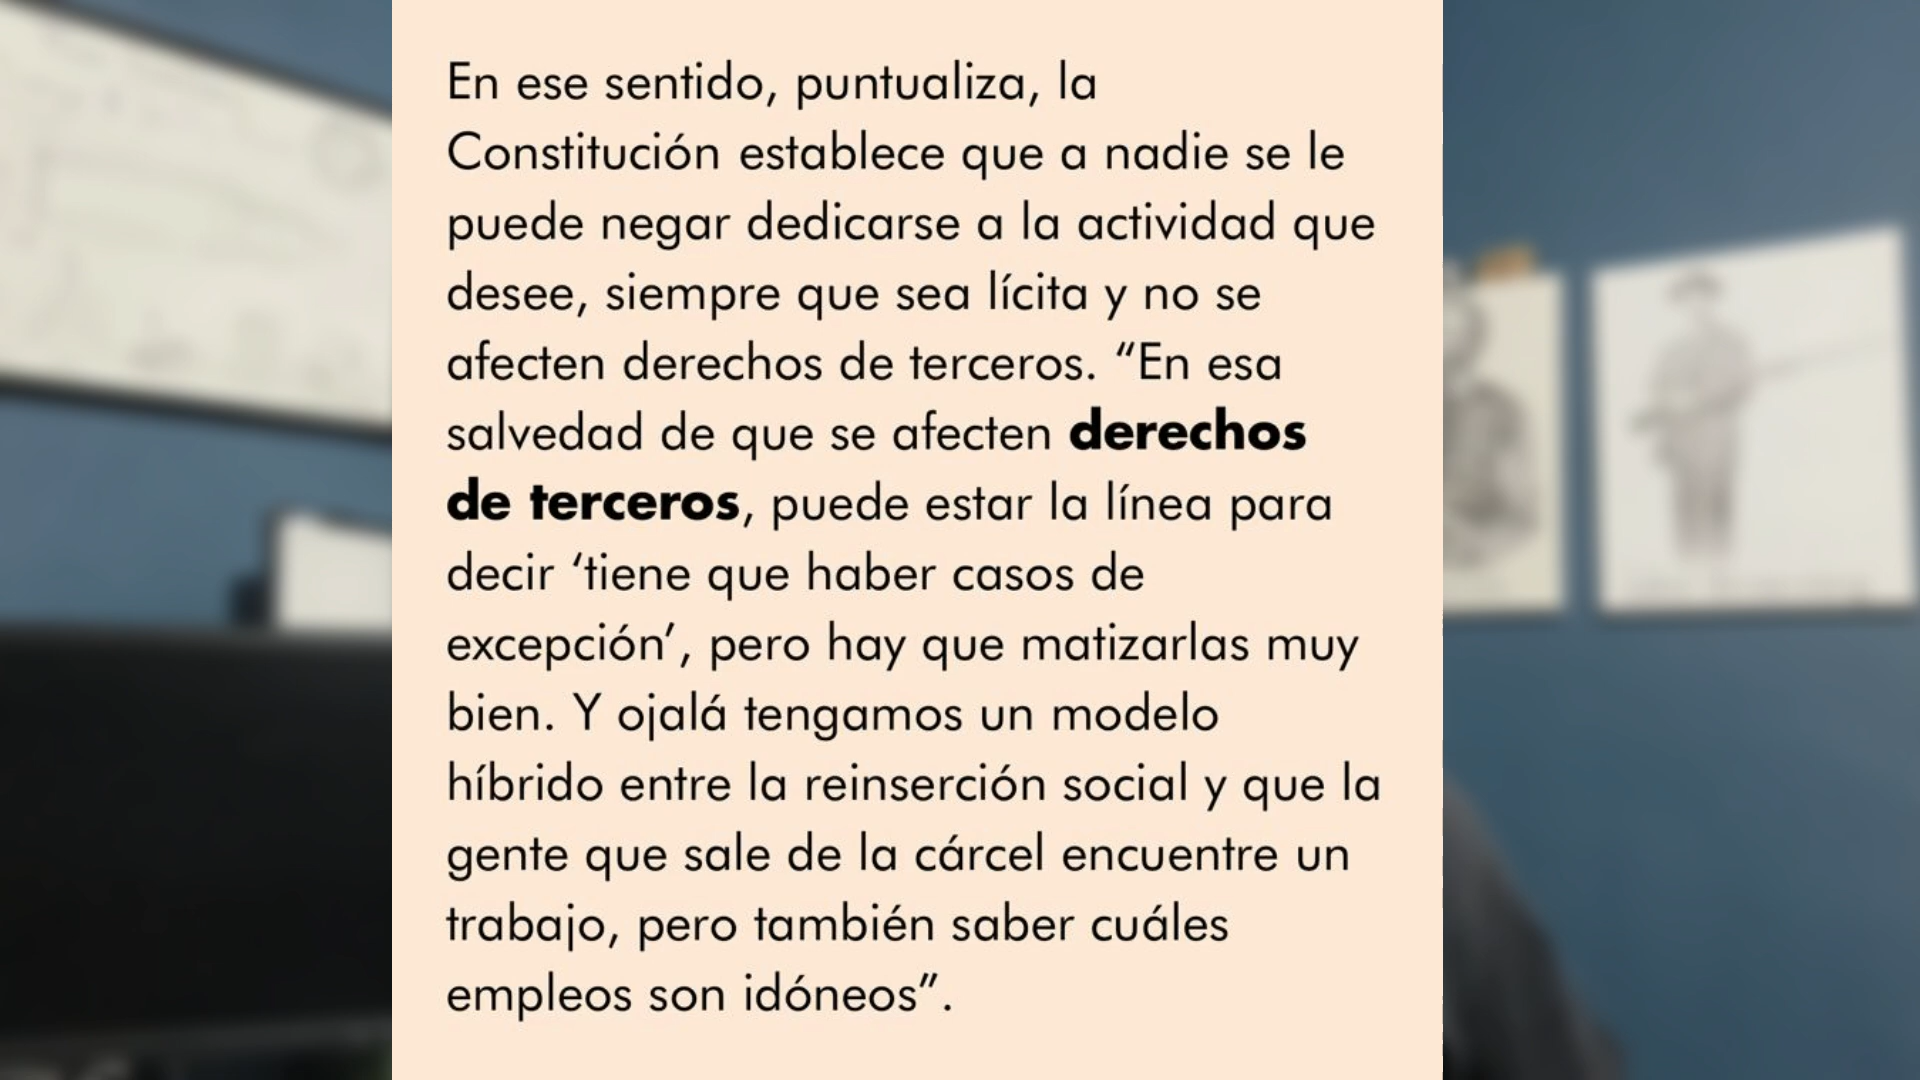 En ese sentido, puntualiza, la
Constitución establece que a nadie se le
puede negar dedicarse a la actividad que
desee, siempre que sea lícita y no se
afecten derechos de terceros. “En esa
salvedad de que se afecten derechos
de terceros, puede estar la línea para
decir ‘tiene que haber casos de
excepción’, pero hay que matizarlas muy
bien. Y ojalá tengamos un modelo
híbrido entre la reinserción social y que la
gente que sale de la cárcel encuentre un
trabajo, pero también saber cuáles
empleos son idóneos”.